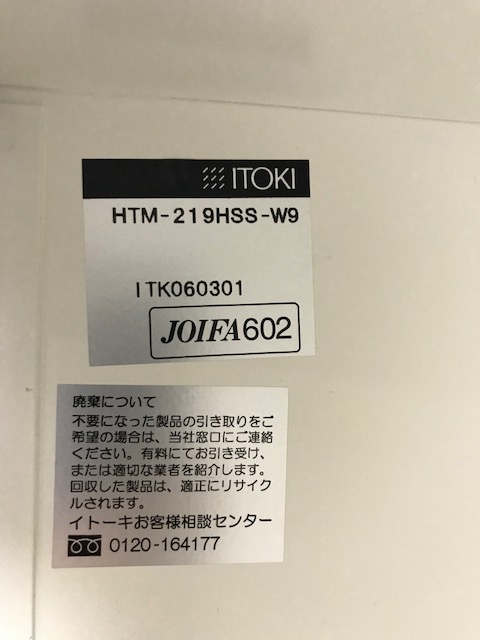 ITOKI
HTM-219HSS-W9
ITK060301
JOIFA602
廃棄について
不要になった製品の引き取りをご
希望の場合は、当社窓口にご連絡
ください。有料にてお引き受け、
または適切な業者を紹介します。
回収した製品は、適正にリサイク
ルされます。
イトーキお客様相談センター
0120-164177